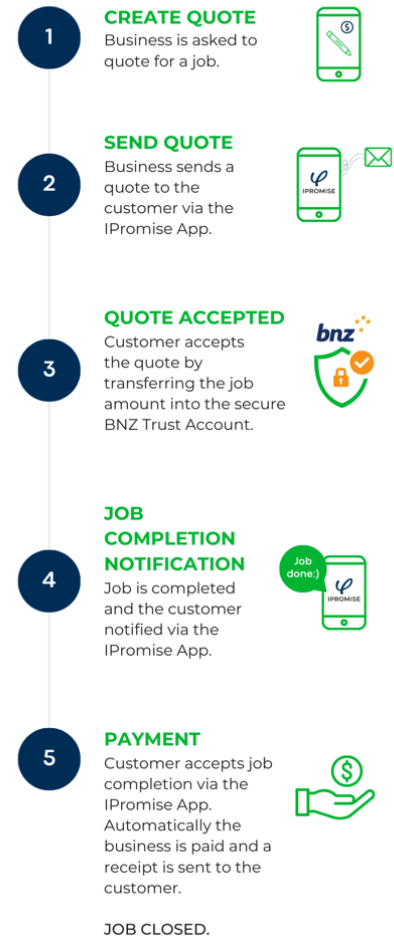 1
CREATE QUOTE
Business is asked to
quote for a job.
2
SEND QUOTE
Business sends a
quote to the
customer via the
IPromise App.
IPROMISE
3
QUOTE ACCEPTED
Customer accepts
the quote by
transferring the job
amount into the secure
BNZ Trust Account.
bnz
4
JOB
COMPLETION
NOTIFICATION
Job is completed
and the customer
notified via the
IPromise App.
Job
done:)
IPROMISE
5
PAYMENT
Customer accepts job
completion via the
IPromise App.
Automatically the
business is paid and a
receipt is sent to the
customer.
JOB CLOSED.